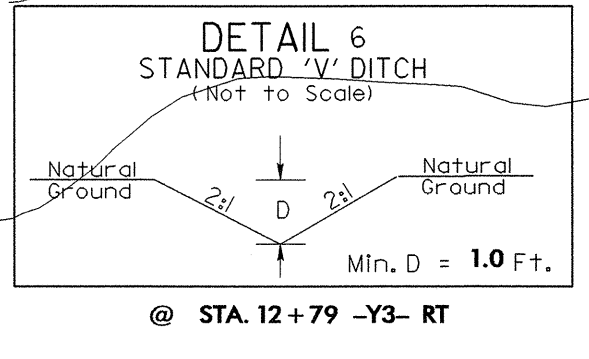 DETAIL 6
STANDARD 'V' DITCH
(Not to Scale)
Natural Ground
2:1
D
2:1
Natural Ground
Min. D = 1.0 Ft.
@ STA. 12+79 -Y3- RT